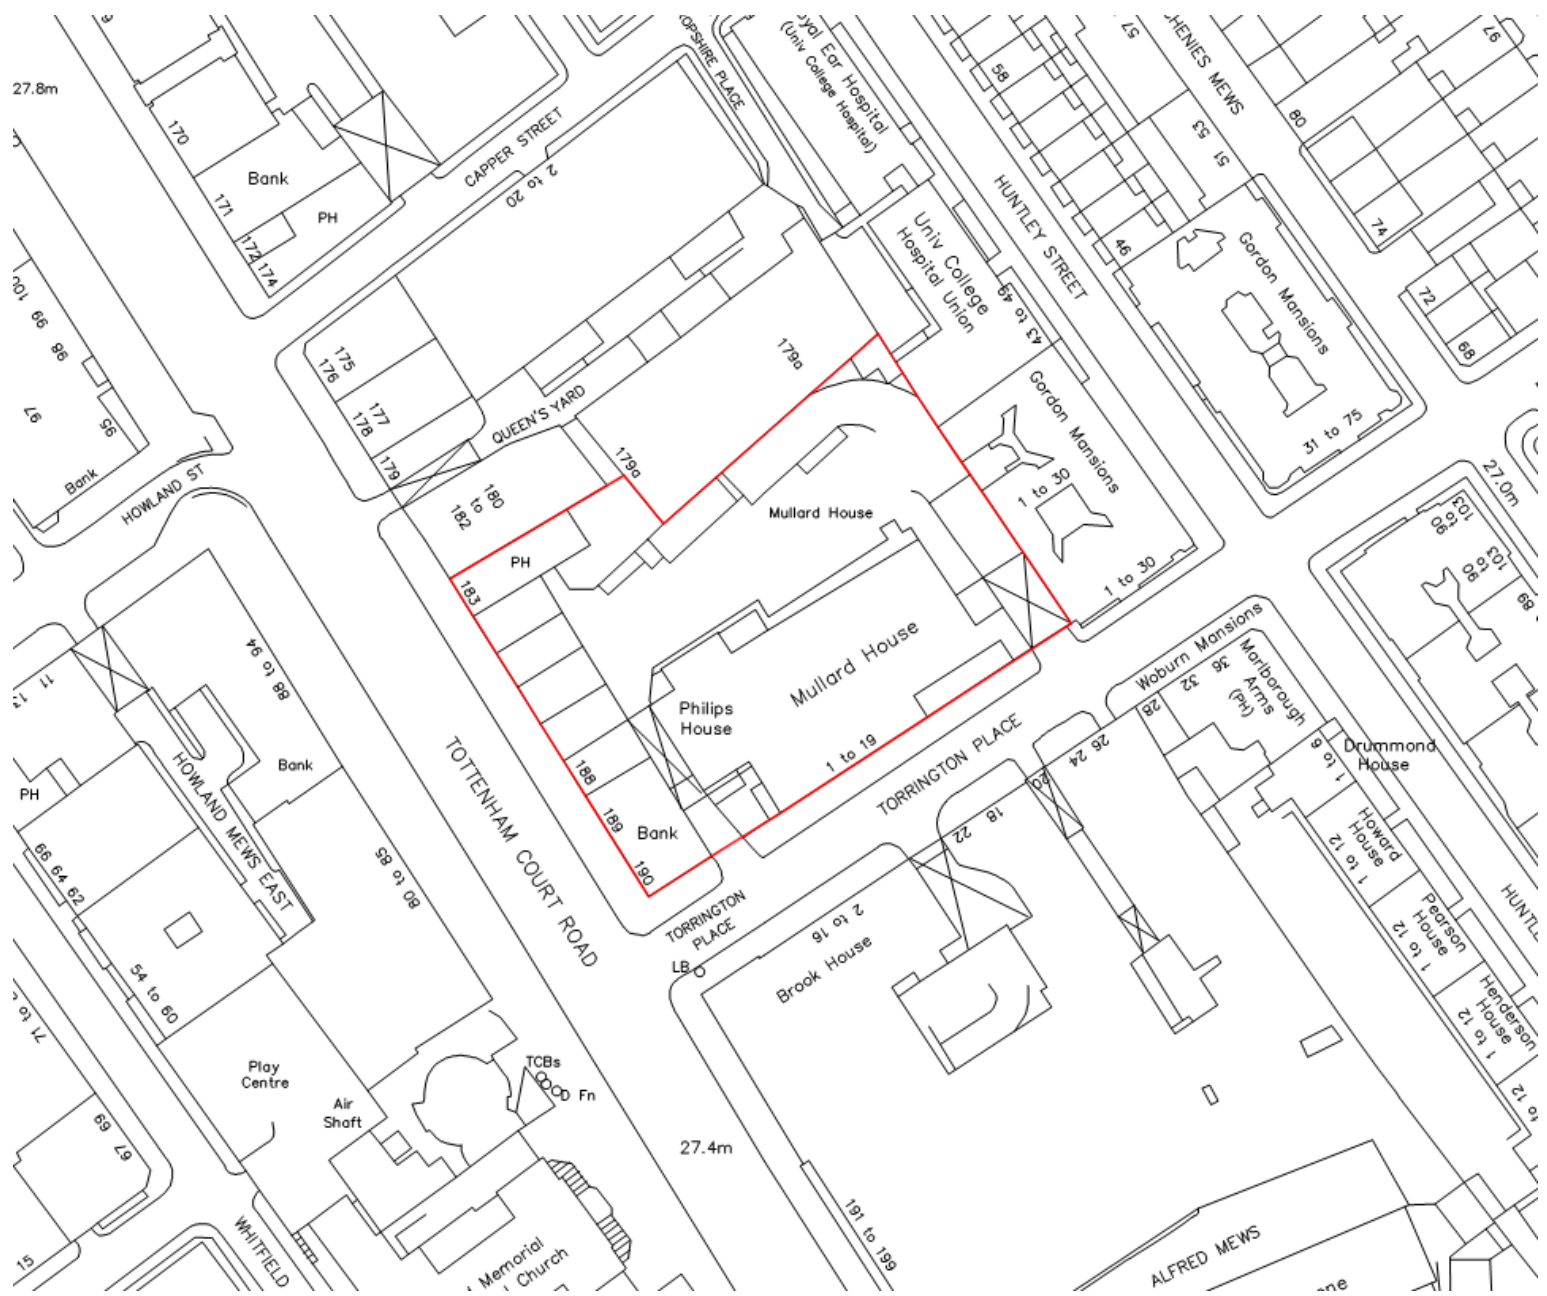 27.8m
170
Bank
171
PH
172
174
CAPPER STREET
2 to 20
Royal Ear Hospital
(Univ College Hospital)
58
57
80
76
53
51
46
74
72
68
HUNTLEY STREET
Univ College
Hospital Union
43 to 49
Gordon Mansions
31 to 75
Gordon Mansions
1 to 30
1 to 30
27.0m
100
99
98
97
95
Bank
HOWLAND ST
175
176
177
178
179
QUEEN'S YARD
179a
179a
180
to
182
PH
183
Mullard House
Mullard House
Philips
House
1 to 19
188
189
Bank
190
TOTTENHAM COURT ROAD
TORRINGTON PLACE
TORRINGTON
PLACE
LB
88 to 94
11
13
Bank
PH
HOWLAND MEWS EAST
80 to 85
66 64 62
54 to 60
Play
Centre
Air
Shaft
TCBs
D Fn
69
67
15
WHITFIELD
Memorial
Church
27.4m
191 to 199
ALFRED MEWS
Brook House
2 to 16
22
18
20
26 24
28
32
36
Woburn Mansions
Marlborough
Arms
(PH)
Drummond
House
1 to 6
Howard
House
1 to 12
Pearson
House
1 to 12
Henderson
House
1 to 12
90
to
103
90
to
103
89